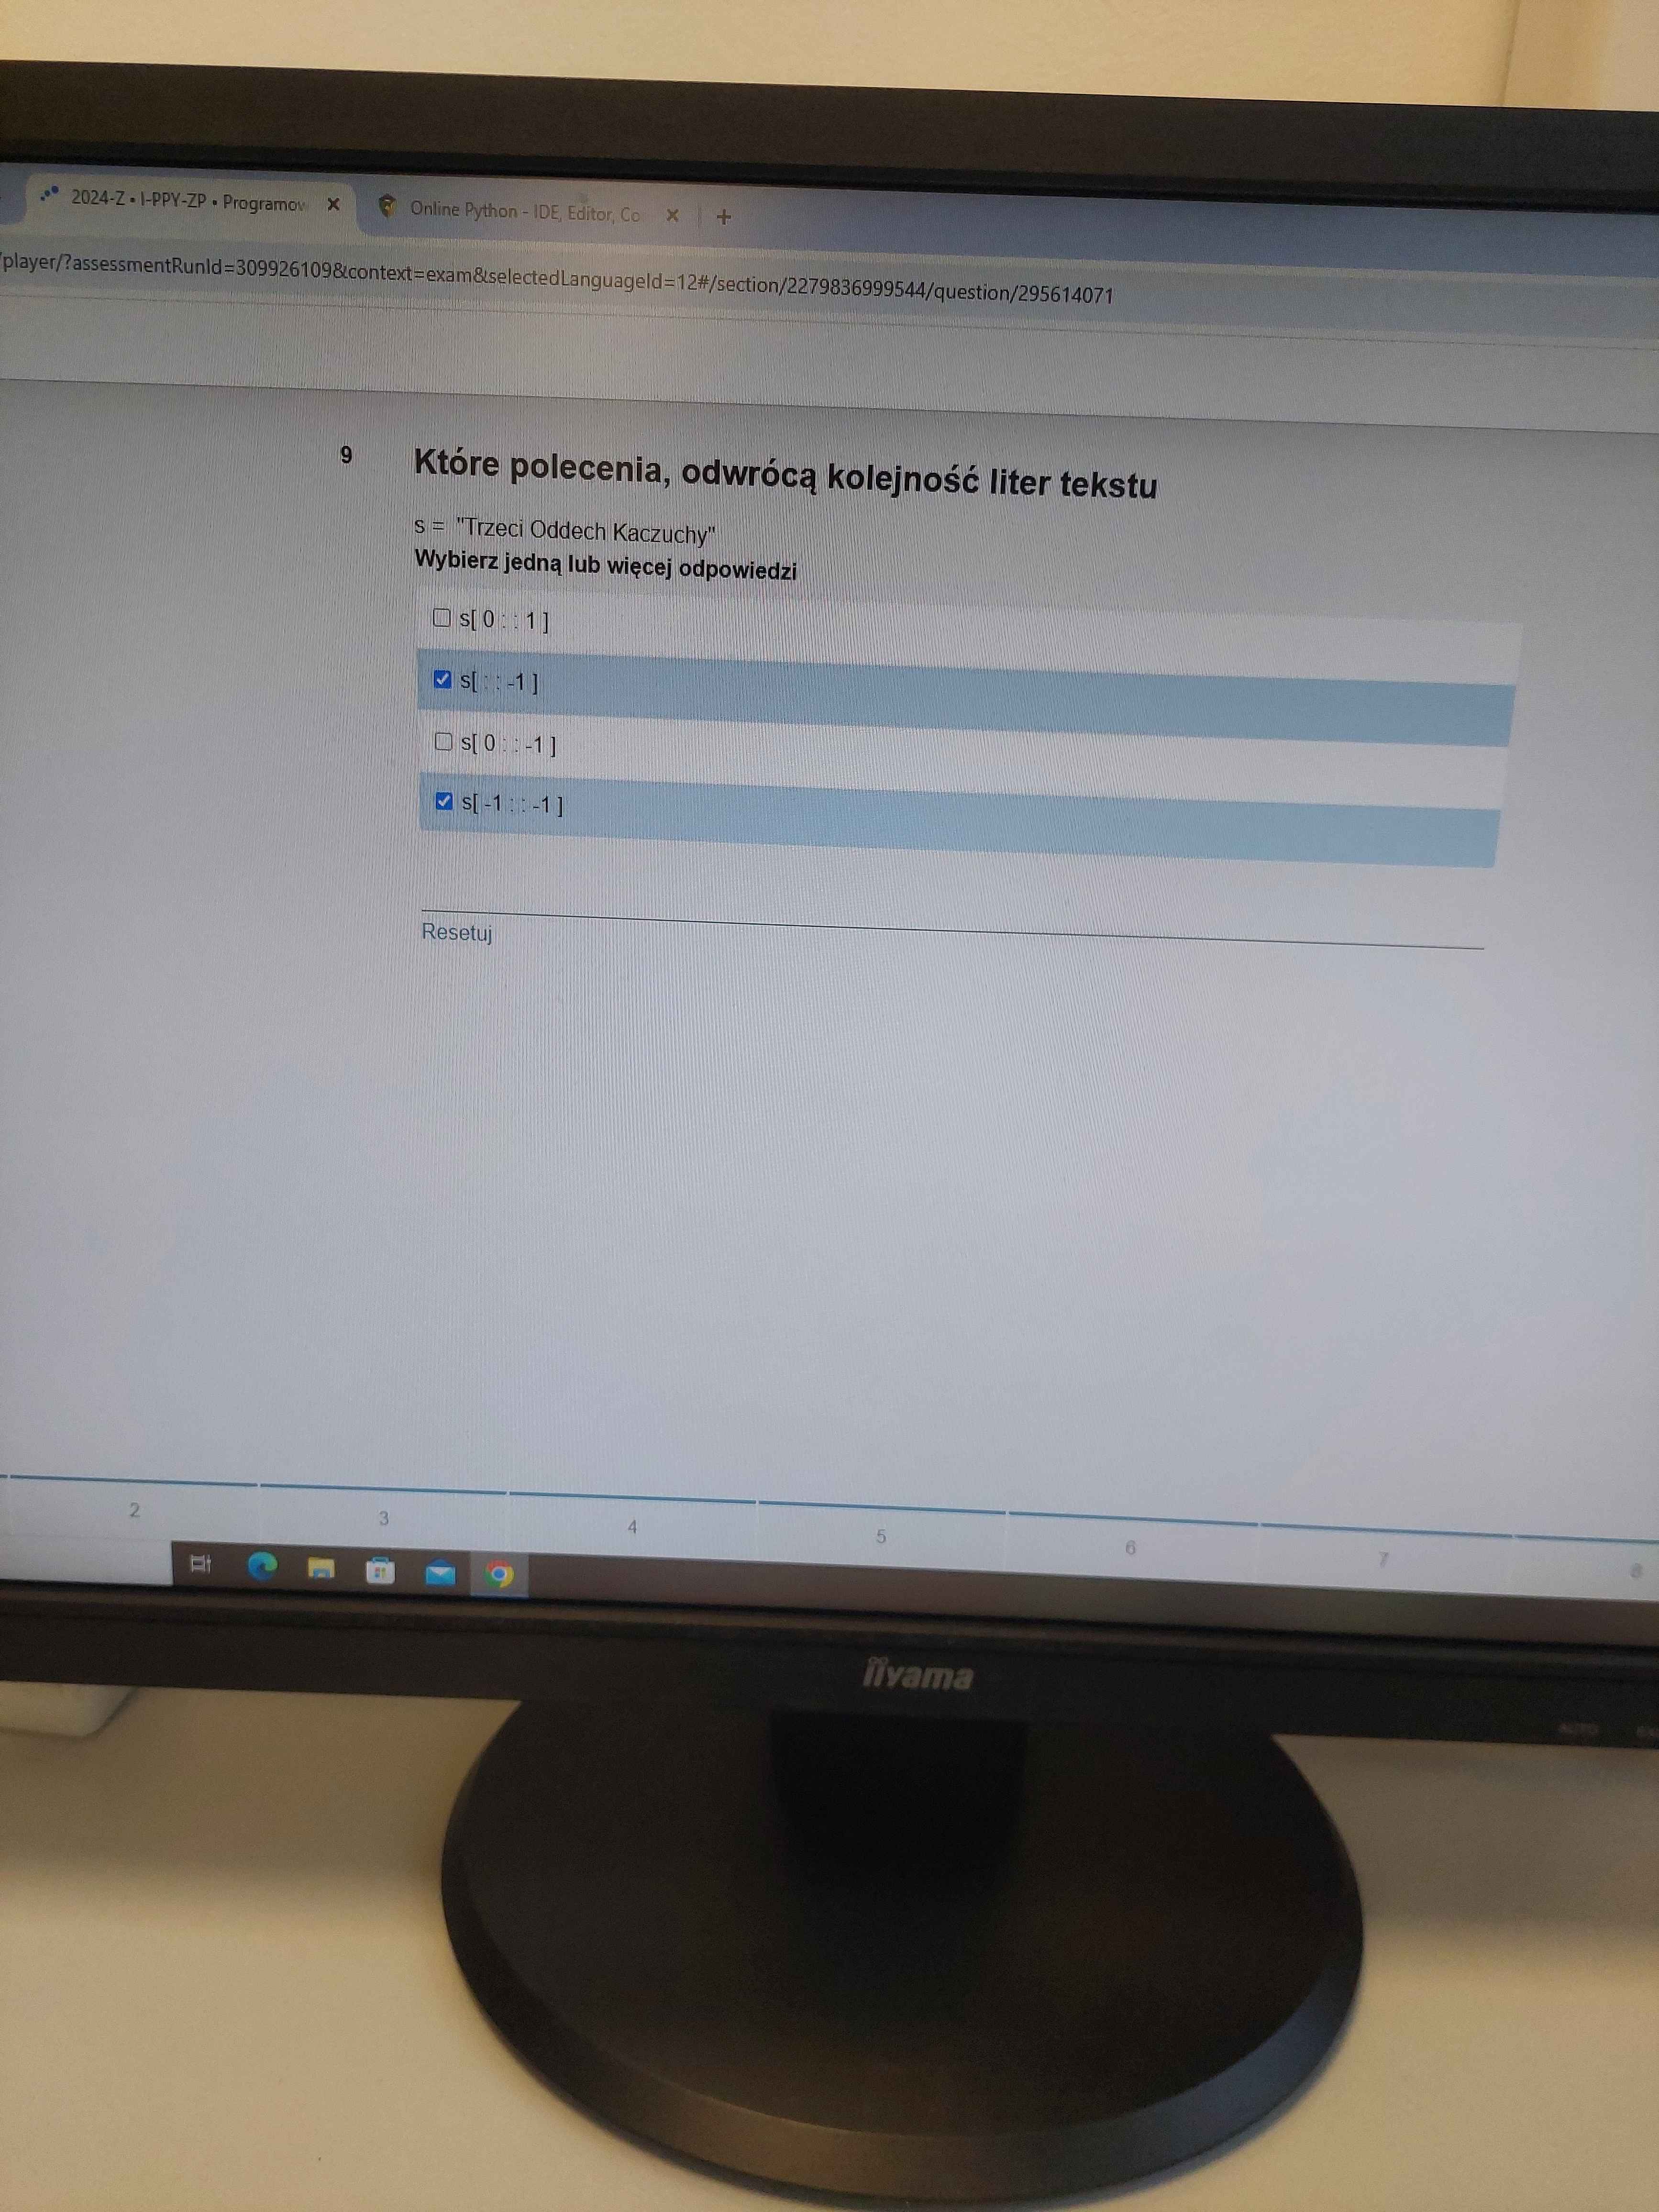 2024-Z • I-PPY-ZP • Programow
Online Python - IDE, Editor, Co
/player/?assessmentRunId=309926109&context=exam&selectedLanguageId=12#/section/2279836999544/question/295614071
9 Które polecenia, odwrócą kolejność liter tekstu
s = "Trzeci Oddech Kaczuchy"
Wybierz jedną lub więcej odpowiedzi
s[ 0 : : 1 ]
s[ : : -1 ]
s[ 0 : : -1 ]
s[ -1 : : -1 ]
Resetuj
2 3 4 5 6 7 8
iiyama
AUTO